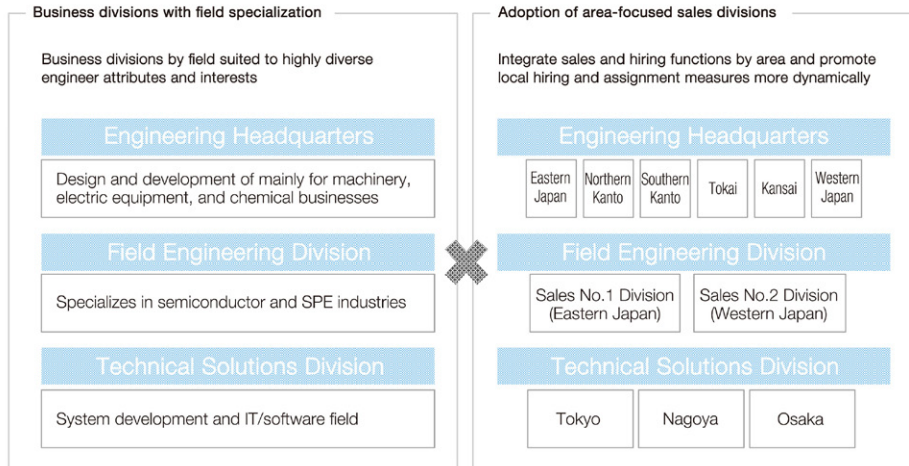 Business divisions with field specialization
Business divisions by field suited to highly diverse
engineer attributes and interests
Engineering Headquarters
Design and development of mainly for machinery,
electric equipment, and chemical businesses
Field Engineering Division
Specializes in semiconductor and SPE industries
Technical Solutions Division
System development and IT/software field
Adoption of area-focused sales divisions
Integrate sales and hiring functions by area and promote
local hiring and assignment measures more dynamically
Engineering Headquarters
Eastern
Japan
Northern
Kanto
Southern
Kanto
Tokai
Kansai
Western
Japan
Field Engineering Division
Sales No.1 Division
(Eastern Japan)
Sales No.2 Division
(Western Japan)
Technical Solutions Division
Tokyo
Nagoya
Osaka